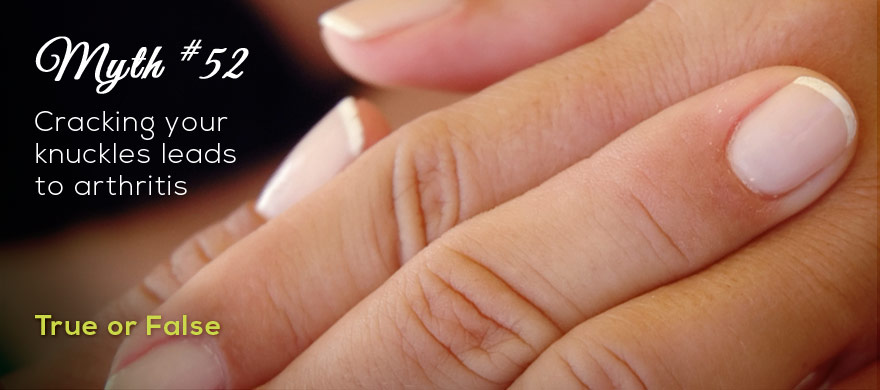 Myth #52
Cracking your
knuckles leads
to arthritis
True or False